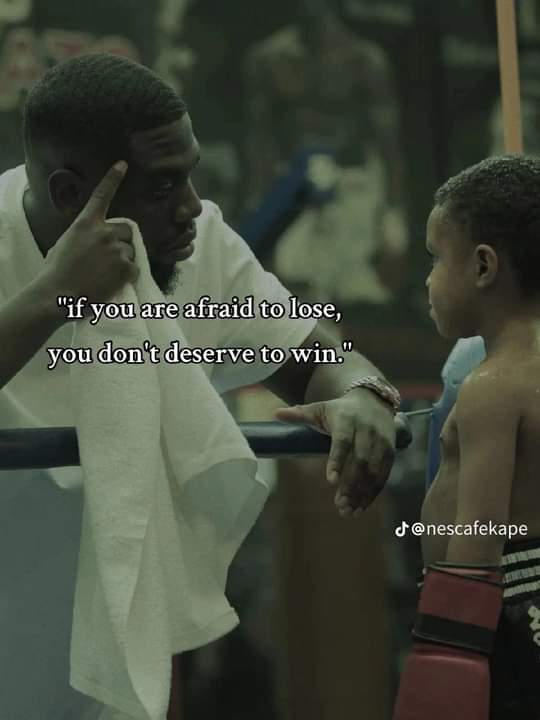 "if you are afraid to lose,
you don't deserve to win."
@nescafekape